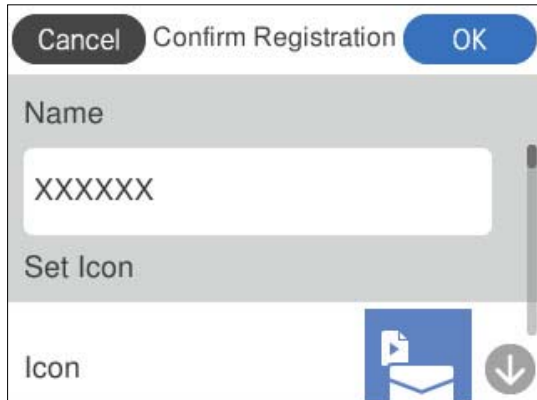 Cancel Confirm Registration OK
Name
XXXXXX
Set Icon
Icon